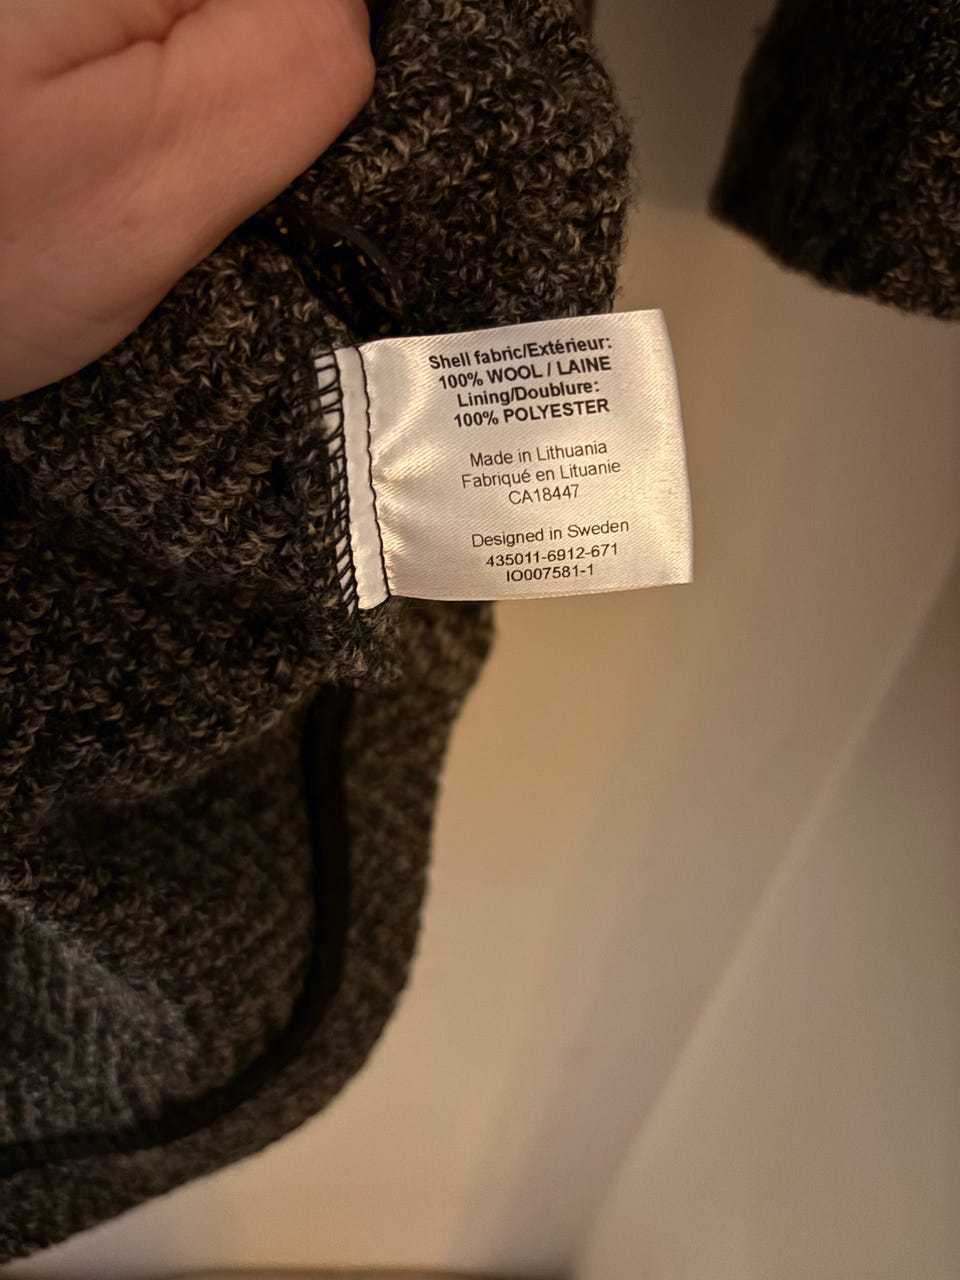 Shell fabric/Extérieur:
100% WOOL / LAINE
Lining/Doublure:
100% POLYESTER
Made in Lithuania
Fabriqué en Lituanie
CA18447
Designed in Sweden
435011-6912-671
IO007581-1